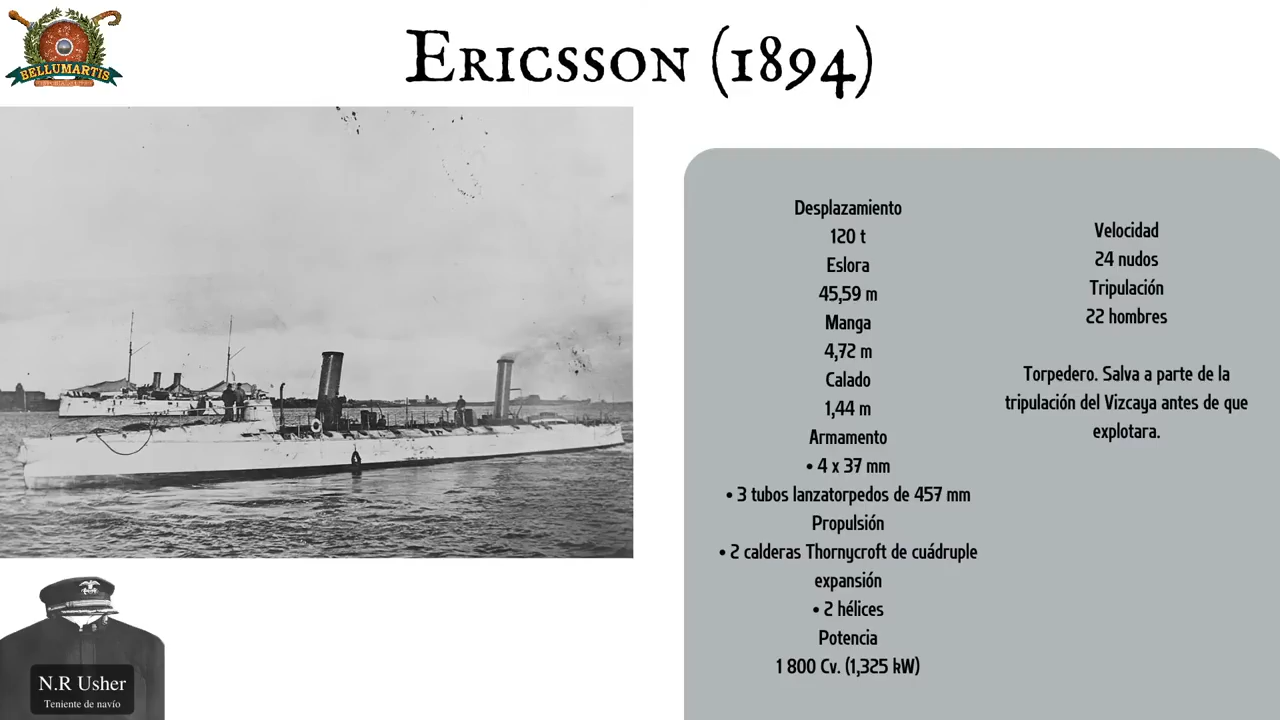 BELLUMARTIS
Ericsson (1894)
Desplazamiento
120 t
Eslora
45,59 m
Manga
4,72 m
Calado
1,44 m
Armamento
• 4 x 37 mm
• 3 tubos lanzatorpedos de 457 mm
Propulsión
• 2 calderas Thornycroft de cuádruple
expansión
• 2 hélices
Potencia
1 800 Cv. (1,325 kW)
Velocidad
24 nudos
Tripulación
22 hombres
Torpedero. Salva a parte de la
tripulación del Vizcaya antes de que
explotara.
N.R Usher
Teniente de navío